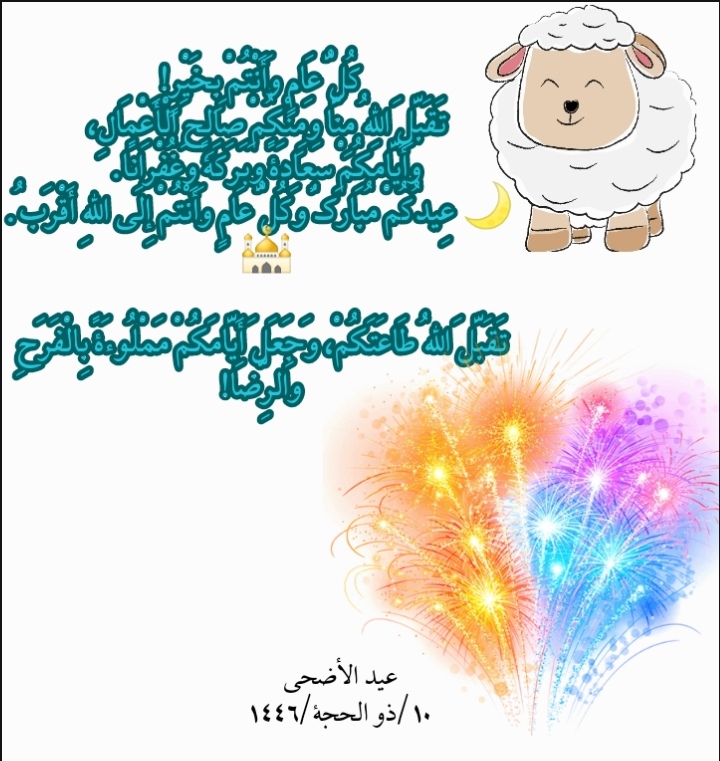 كُلُّ عَامٍ وَأَنْتُمْ بِخَيْرٍ!
تَقَبَّلَ اللهُ مِنَّا وَمِنْكُمْ صَالِحَ الْأَعْمَالِ،
وَأَيَّامُكُمْ سَعَادَةٌ وَبَرَكَةٌ وَغُفْرَانًا.
عِيدُكُمْ مُبَارَكٌ وَكُلُّ عَامٍ وَأَنْتُمْ إِلَى اللهِ أَقْرَبُ.
تَقَبَّلَ اللهُ طَاعَتَكُمْ، وَجَعَلَ أَيَّامَكُمْ مَمْلُوءَةً بِالْفَرَحِ
وَالرِّضَا!
عيد الأضحى
١٠/ذو الحجة/١٤٤٦